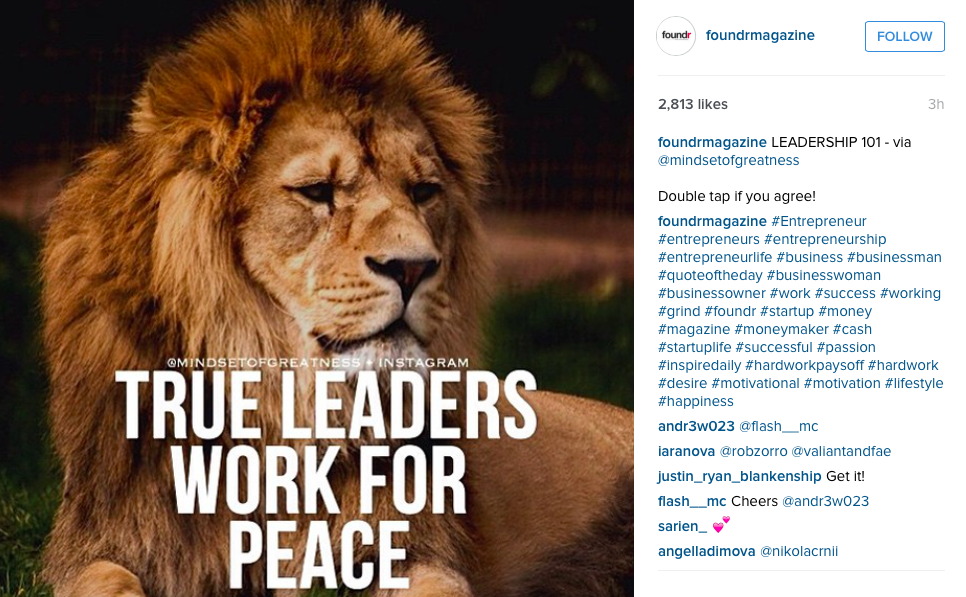 @MINDSETOFGREATNESS • INSTAGRAM
TRUE LEADERS
WORK FOR
PEACE
foundr
foundrmagazine
FOLLOW
2,813 likes
3h
foundrmagazine LEADERSHIP 101 - via
@mindsetofgreatness
Double tap if you agree!
foundrmagazine #Entrepreneur
#entrepreneurs #entrepreneurship
#entrepreneurlife #business #businessman
#quoteoftheday #businesswoman
#businessowner #work #success #working
#grind #foundr #startup #money
#magazine #moneymaker #cash
#startuplife #successful #passion
#inspiredaily #hardworkpaysoff #hardwork
#desire #motivational #motivation #lifestyle
#happiness
andr3w023 @flash__mc
iaranova @robzorro @valiantandfae
justin_ryan_blankenship Get it!
flash__mc Cheers @andr3w023
sarien_ 💕
angelladimova @nikolacrnii